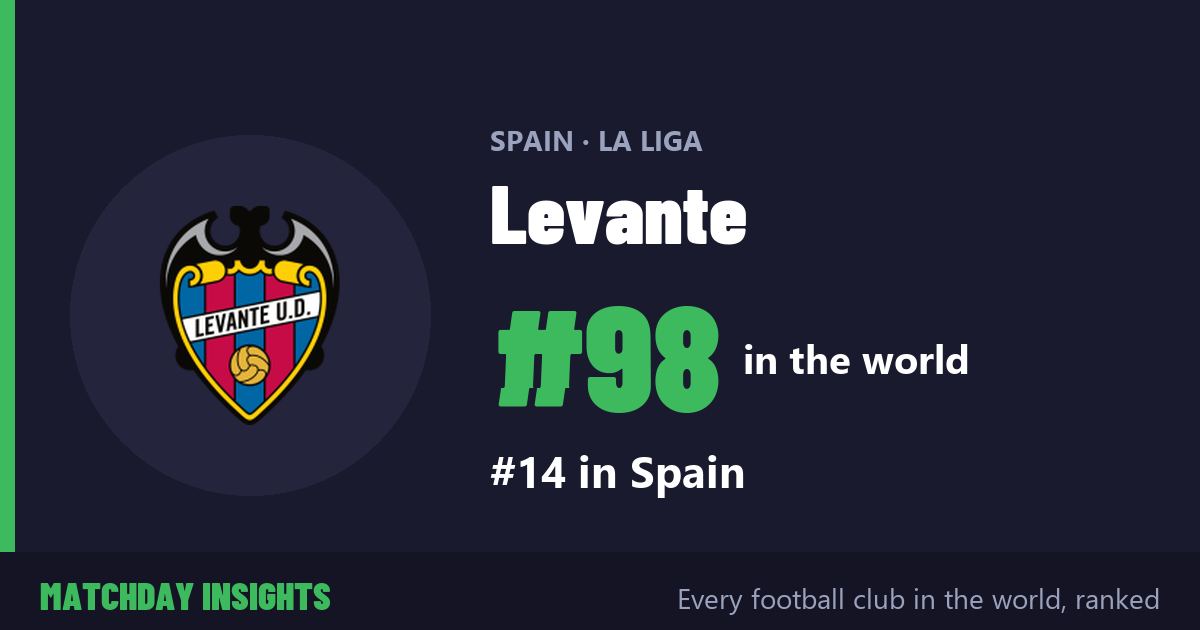 SPAIN · LA LIGA
Levante
LEVANTE U.D.
#98 in the world
#14 in Spain
MATCHDAY INSIGHTS
Every football club in the world, ranked